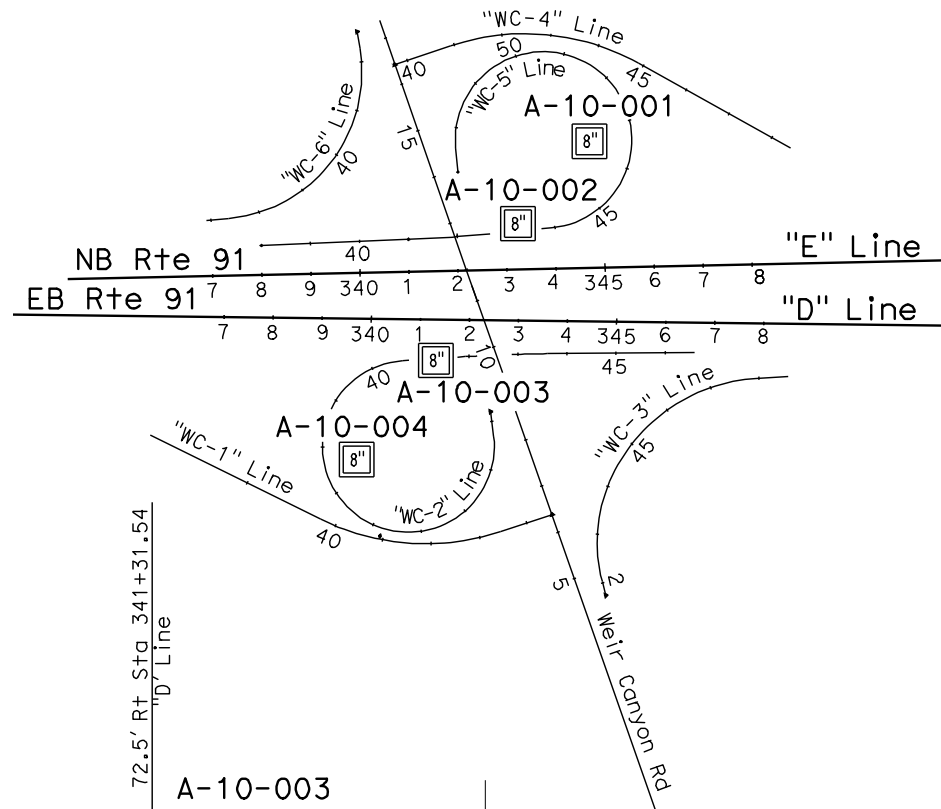 "WC-4" Line
40
50
45
"WC-5" Line
A-10-001
8"
15
"WC-6" Line
40
A-10-002
8"
45
40
NB Rte 91
"E" Line
7 8 9 340 1 2 3 4 345 6 7 8
EB Rte 91
"D" Line
7 8 9 340 1 2 3 4 345 6 7 8
10
8"
40
45
A-10-003
"WC-3" Line
45
A-10-004
8"
"WC-1" Line
40
"WC-2" Line
5
2
Weir Canyon Rd
72.5' Rt Sta 341+31.54
"D' Line
A-10-003